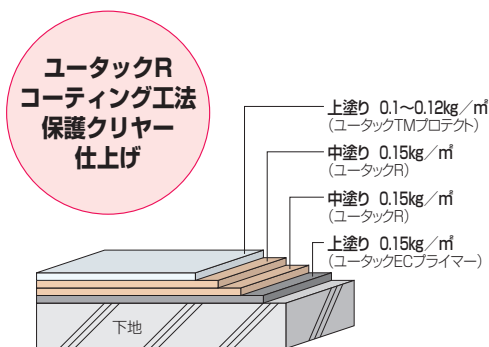 ユータックR
コーティング工法
保護クリヤー
仕上げ
上塗り 0.1〜0.12kg／㎡
（ユータックTMプロテクト）
中塗り 0.15kg／㎡
（ユータックR）
中塗り 0.15kg／㎡
（ユータックR）
上塗り 0.15kg／㎡
（ユータックECプライマー）
下地